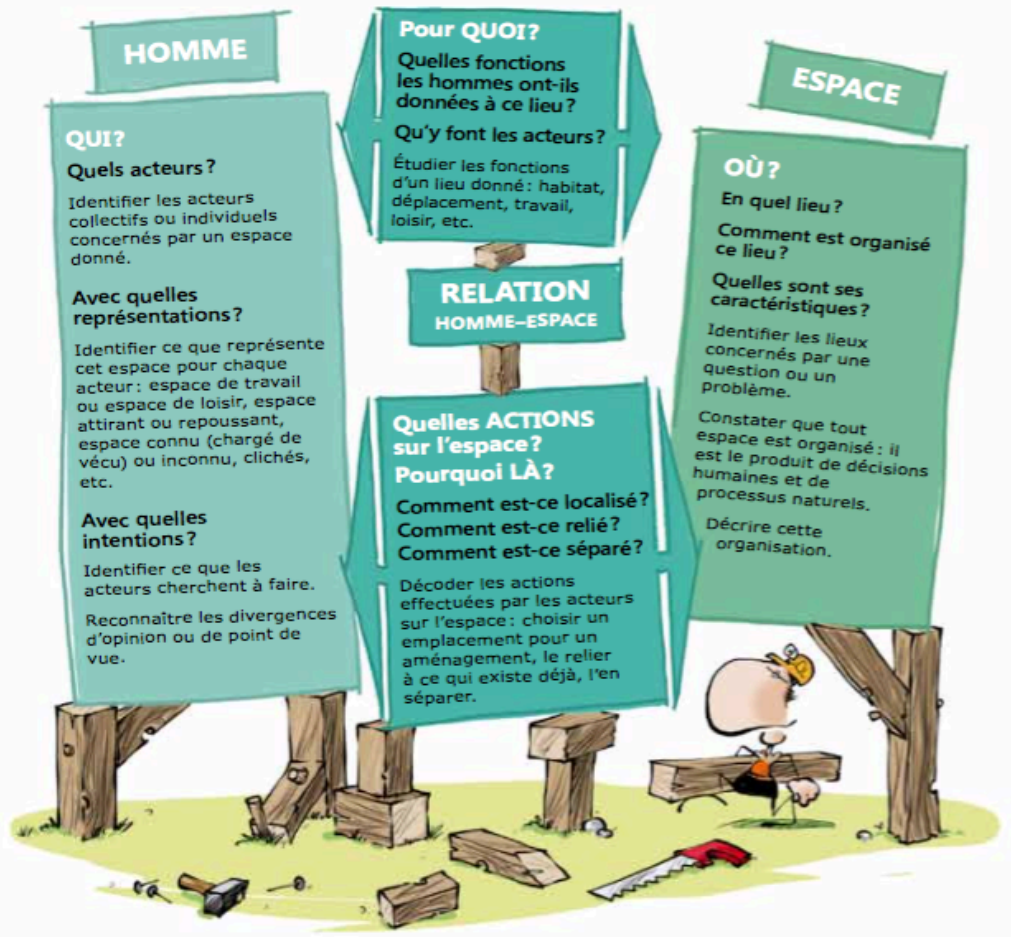 HOMME
QUI?
Quels acteurs?
Identifier les acteurs
collectifs ou individuels
concernés par un espace
donné.
Avec quelles
représentations?
Identifier ce que représente
cet espace pour chaque
acteur: espace de travail
ou espace de loisir, espace
attirant ou repoussant,
espace connu (chargé de
vécu) ou inconnu, clichés,
etc.
Avec quelles
intentions?
Identifier ce que les
acteurs cherchent à faire.
Reconnaître les divergences
d'opinion ou de point de
vue.
Pour QUOI?
Quelles fonctions
les hommes ont-ils
données à ce lieu?
Qu'y font les acteurs?
Étudier les fonctions
d'un lieu donné: habitat,
déplacement, travail,
loisir, etc.
RELATION
HOMME–ESPACE
Quelles ACTIONS
sur l'espace?
Pourquoi LÀ?
Comment est-ce localisé?
Comment est-ce relié?
Comment est-ce séparé?
Décoder les actions
effectuées par les acteurs
sur l'espace: choisir un
emplacement pour un
aménagement, le relier
à ce qui existe déjà, l'en
séparer.
ESPACE
OÙ?
En quel lieu?
Comment est organisé
ce lieu?
Quelles sont ses
caractéristiques?
Identifier les lieux
concernés par une
question ou un
problème.
Constater que tout
espace est organisé: il
est le produit de décisions
humaines et de
processus naturels.
Décrire cette
organisation.